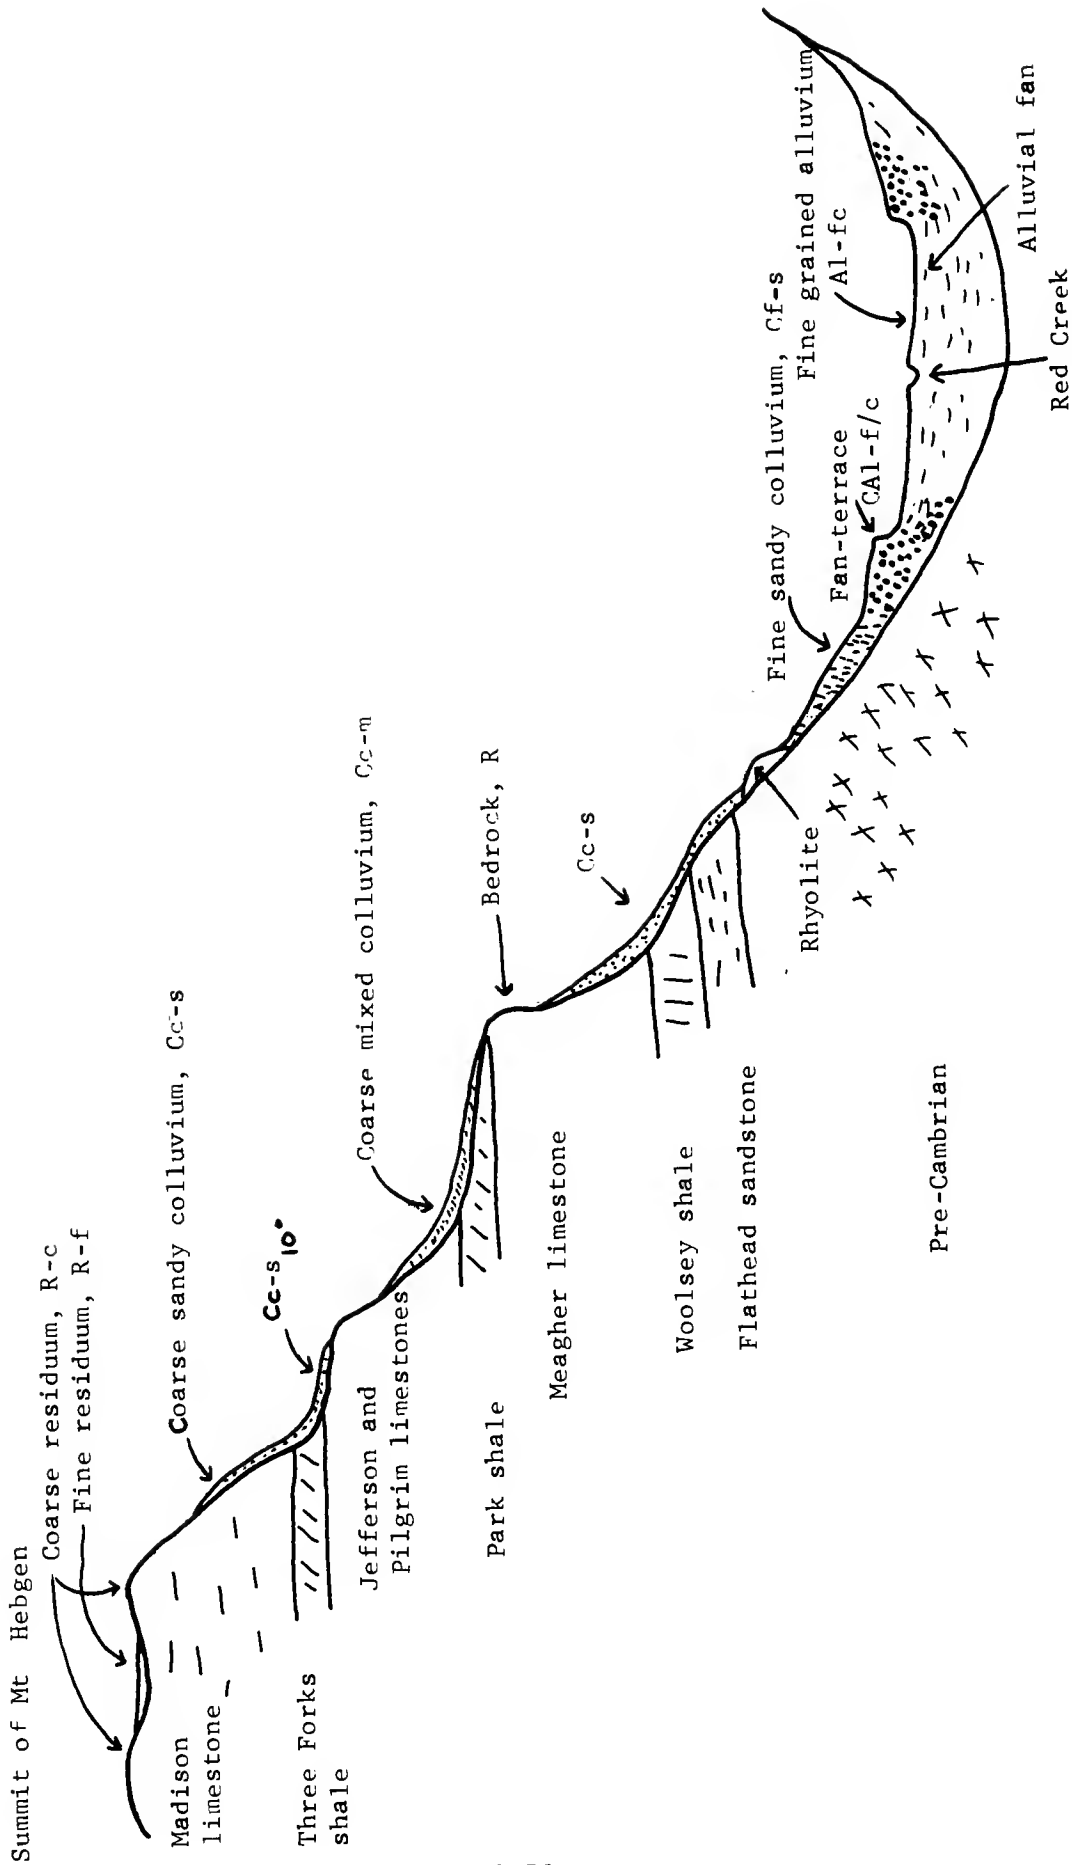 Summit of Mt Hebgen
Coarse residuum, R-c
Fine residuum, R-f
Coarse sandy colluvium, Cc-s
Cc-s 10°
Coarse mixed colluvium, Cc-m
Bedrock, R
Cc-s
Fine sandy colluvium, Cf-s
Fan-terrace
CAl-f/c
Fine grained alluvium
Al-fc
Alluvial fan
Red Creek
Rhyolite
Madison
limestone
Three Forks
shale
Jefferson and
Pilgrim limestones
Park shale
Meagher limestone
Woolsey shale
Flathead sandstone
Pre-Cambrian